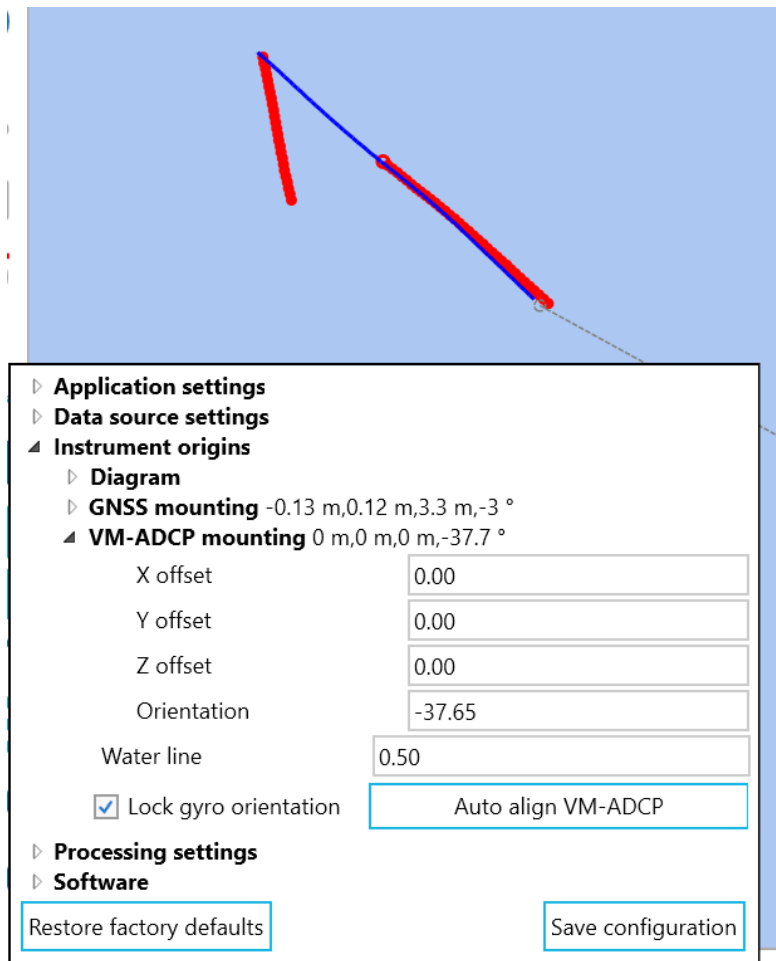 Application settings
Data source settings
Instrument origins
Diagram
GNSS mounting -0.13 m,0.12 m,3.3 m,-3 °
VM-ADCP mounting 0 m,0 m,0 m,-37.7 °
X offset 0.00
Y offset 0.00
Z offset 0.00
Orientation -37.65
Water line 0.50
Lock gyro orientation Auto align VM-ADCP
Processing settings
Software
Restore factory defaults Save configuration